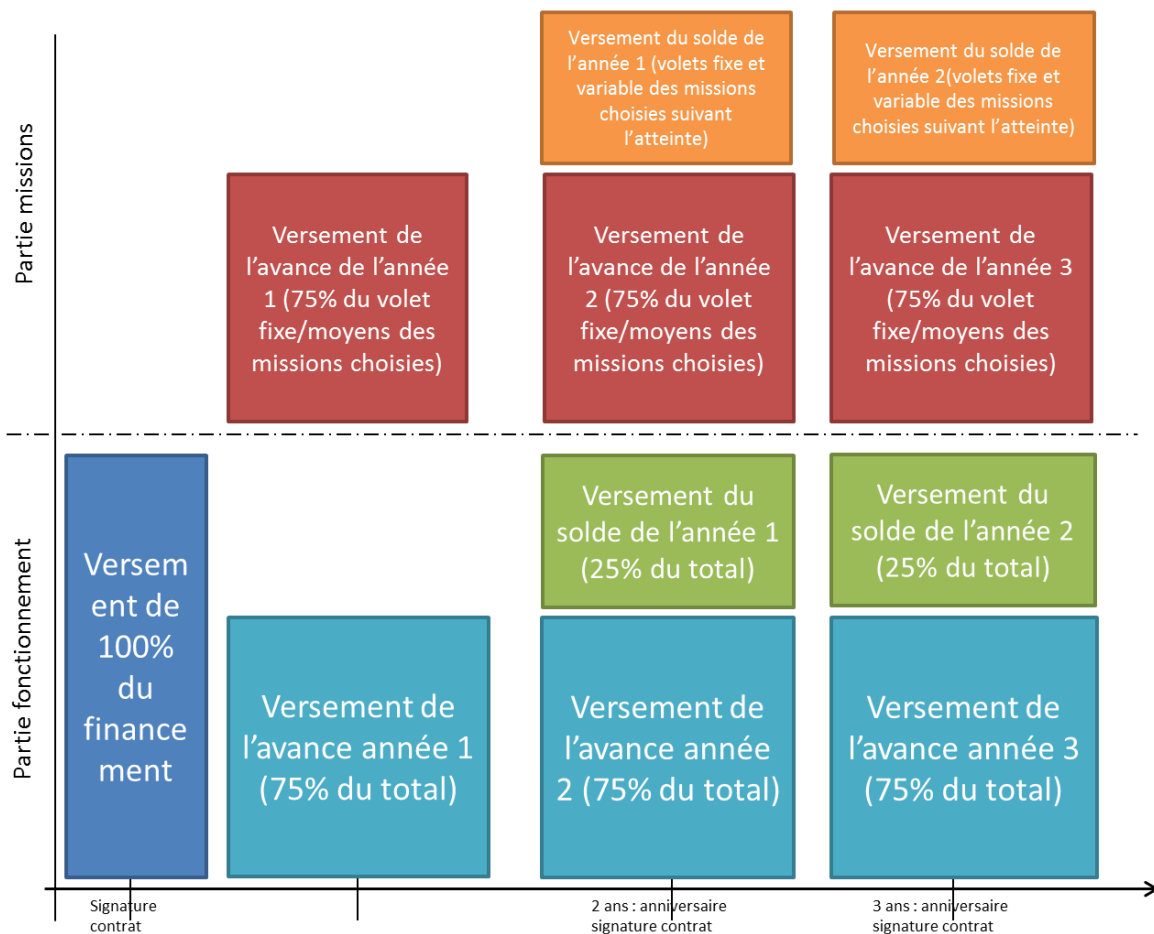 Partie missions
Versement du solde de
l'année 1 (volets fixe et
variable des missions
choisies suivant
l'atteinte)
Versement du solde de
l'année 2(volets fixe et
variable des missions
choisies suivant l'atteinte)
Versement de
l'avance de l'année
1 (75% du volet
fixe/moyens des
missions choisies)
Versement de
l'avance de l'année
2 (75% du volet
fixe/moyens des
missions choisies)
Versement de
l'avance de l'année 3
(75% du volet
fixe/moyens des
missions choisies)
Partie fonctionnement
Versem
ent de
100%
du
finance
ment
Versement du
solde de l'année 1
(25% du total)
Versement du
solde de l'année 2
(25% du total)
Versement de
l'avance année 1
(75% du total)
Versement de
l'avance année
2 (75% du total)
Versement de
l'avance année 3
(75% du total)
Signature
contrat
2 ans : anniversaire
signature contrat
3 ans : anniversaire
signature contrat